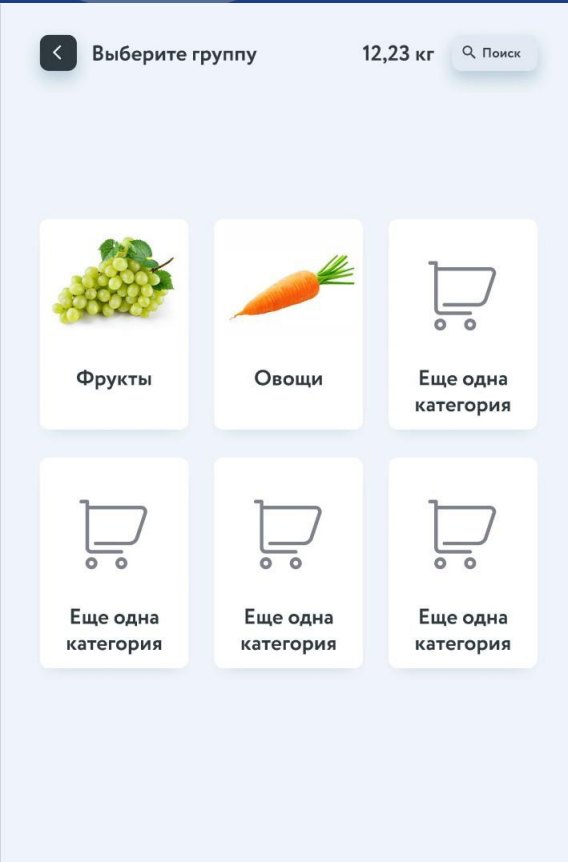 Выберите группу 12,23 кг Поиск
Фрукты
Овощи
Еще одна
категория
Еще одна
категория
Еще одна
категория
Еще одна
категория